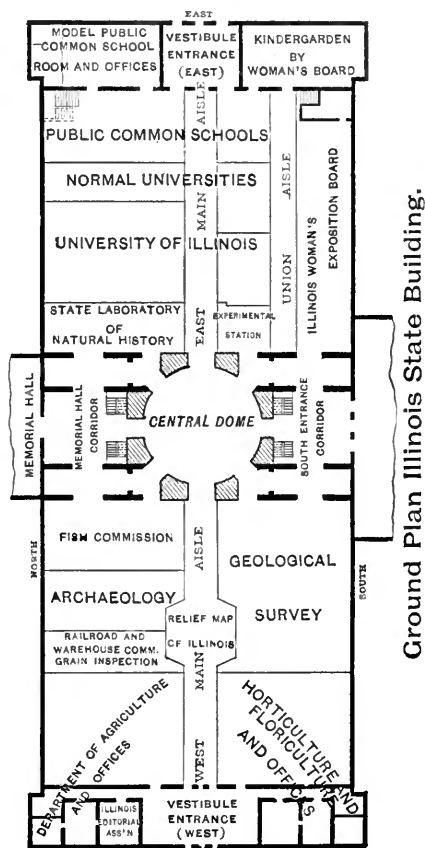 EAST
MODEL PUBLIC
COMMON SCHOOL
ROOM AND OFFICES
VESTIBULE
ENTRANCE
(EAST)
KINDERGARDEN
BY
WOMAN'S BOARD
PUBLIC COMMON SCHOOLS
NORMAL UNIVERSITIES
UNIVERSITY OF ILLINOIS
STATE LABORATORY
OF
NATURAL HISTORY
EXPERIMENTAL
STATION
EAST MAIN AISLE
UNION AISLE
ILLINOIS WOMAN'S
EXPOSITION BOARD
MEMORIAL HALL
MEMORIAL HALL
CORRIDOR
CENTRAL DOME
SOUTH ENTRANCE
CORRIDOR
NORTH
SOUTH
FISH COMMISSION
ARCHAEOLOGY
RAILROAD AND
WAREHOUSE COMM.
GRAIN INSPECTION
RELIEF MAP
OF ILLINOIS
GEOLOGICAL
SURVEY
WEST MAIN AISLE
DEPARTMENT OF AGRICULTURE
AND OFFICES
HORTICULTURE AND
FLORICULTURE
AND OFFICES
ILLINOIS
EDITORIAL
ASS'N
VESTIBULE
ENTRANCE
(WEST)
Ground Plan Illinois State Building.